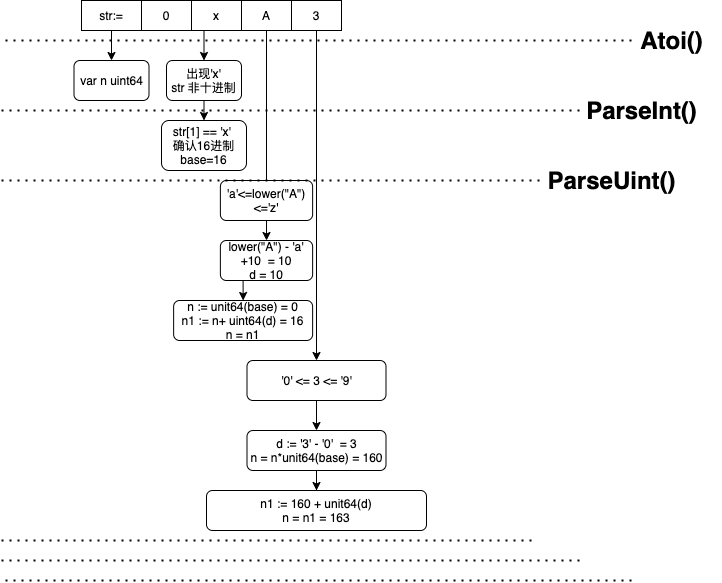 str:= 0 x A 3
Atoi()
var n uint64
出现'x'
str 非十进制
ParseInt()
str[1] == 'x'
确认16进制
base=16
ParseUint()
'a'<=lower("A")
<='z'
lower("A") - 'a'
+10 = 10
d = 10
n := unit64(base) = 0
n1 := n+ uint64(d) = 16
n = n1
'0' <= 3 <= '9'
d := '3' - '0' = 3
n = n*unit64(base) = 160
n1 := 160 + unit64(d)
n = n1 = 163